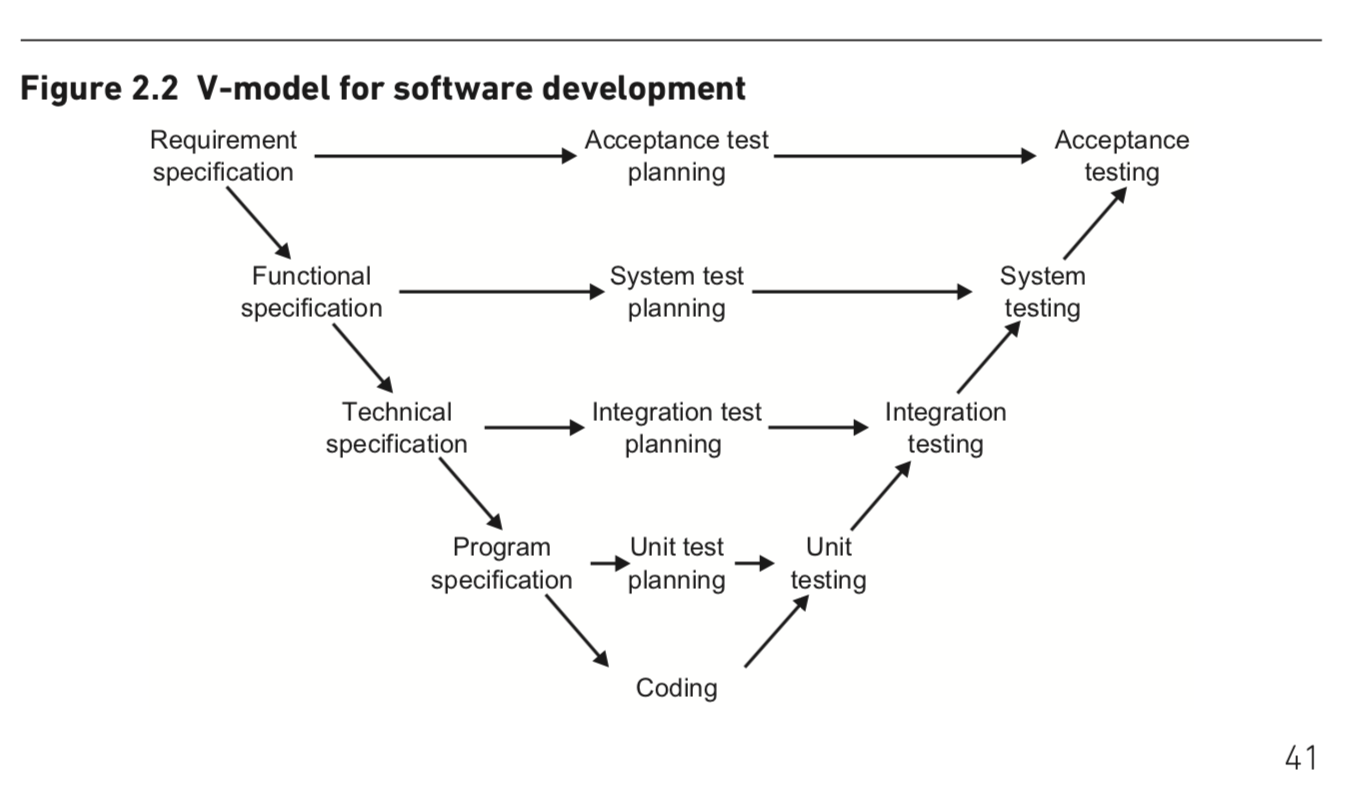 Figure 2.2 V-model for software development
Requirement
specification
Acceptance test
planning
Acceptance
testing
Functional
specification
System test
planning
System
testing
Technical
specification
Integration test
planning
Integration
testing
Program
specification
Unit test
planning
Unit
testing
Coding
41